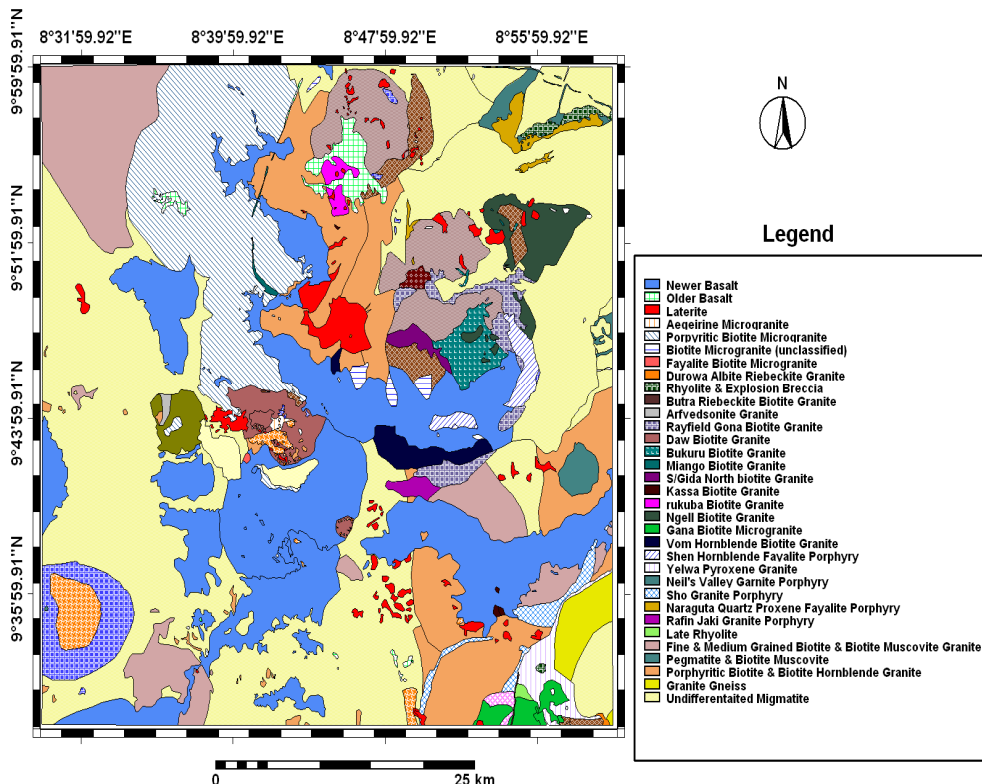 8°31'59.92"E 8°39'59.92"E 8°47'59.92"E 8°55'59.92"E
9°59'59.91"N
9°51'59.91"N
9°43'59.91"N
9°35'59.91"N
N
Legend
Newer Basalt
Older Basalt
Laterite
Aegeirine Microgranite
Porpyritic Biotite Microgranite
Biotite Microgranite (unclassified)
Fayalite Biotite Microgranite
Durowa Albite Riebeckite Granite
Rhyolite & Explosion Breccia
Butra Riebeckite Biotite Granite
Arfvedsonite Granite
Rayfield Gona Biotite Granite
Daw Biotite Granite
Bukuru Biotite Granite
Miango Biotite Granite
S/Gida North biotite Granite
Kassa Biotite Granite
rukuba Biotite Granite
Ngell Biotite Granite
Gana Biotite Microgranite
Vom Hornblende Biotite Granite
Shen Hornblende Favalite Porphyry
Yelwa Pyroxene Granite
Neil's Valley Garnite Porphyry
Sho Granite Porphyry
Naraguta Quartz Proxene Fayalite Porphyry
Rafin Jaki Granite Porphyry
Late Rhyolite
Fine & Medium Grained Biotite & Biotite Muscovite Granite
Pegmatite & Biotite Muscovite
Porphyritic Biotite & Biotite Hornblende Granite
Granite Gneiss
Undifferentaited Migmatite
0 25 km